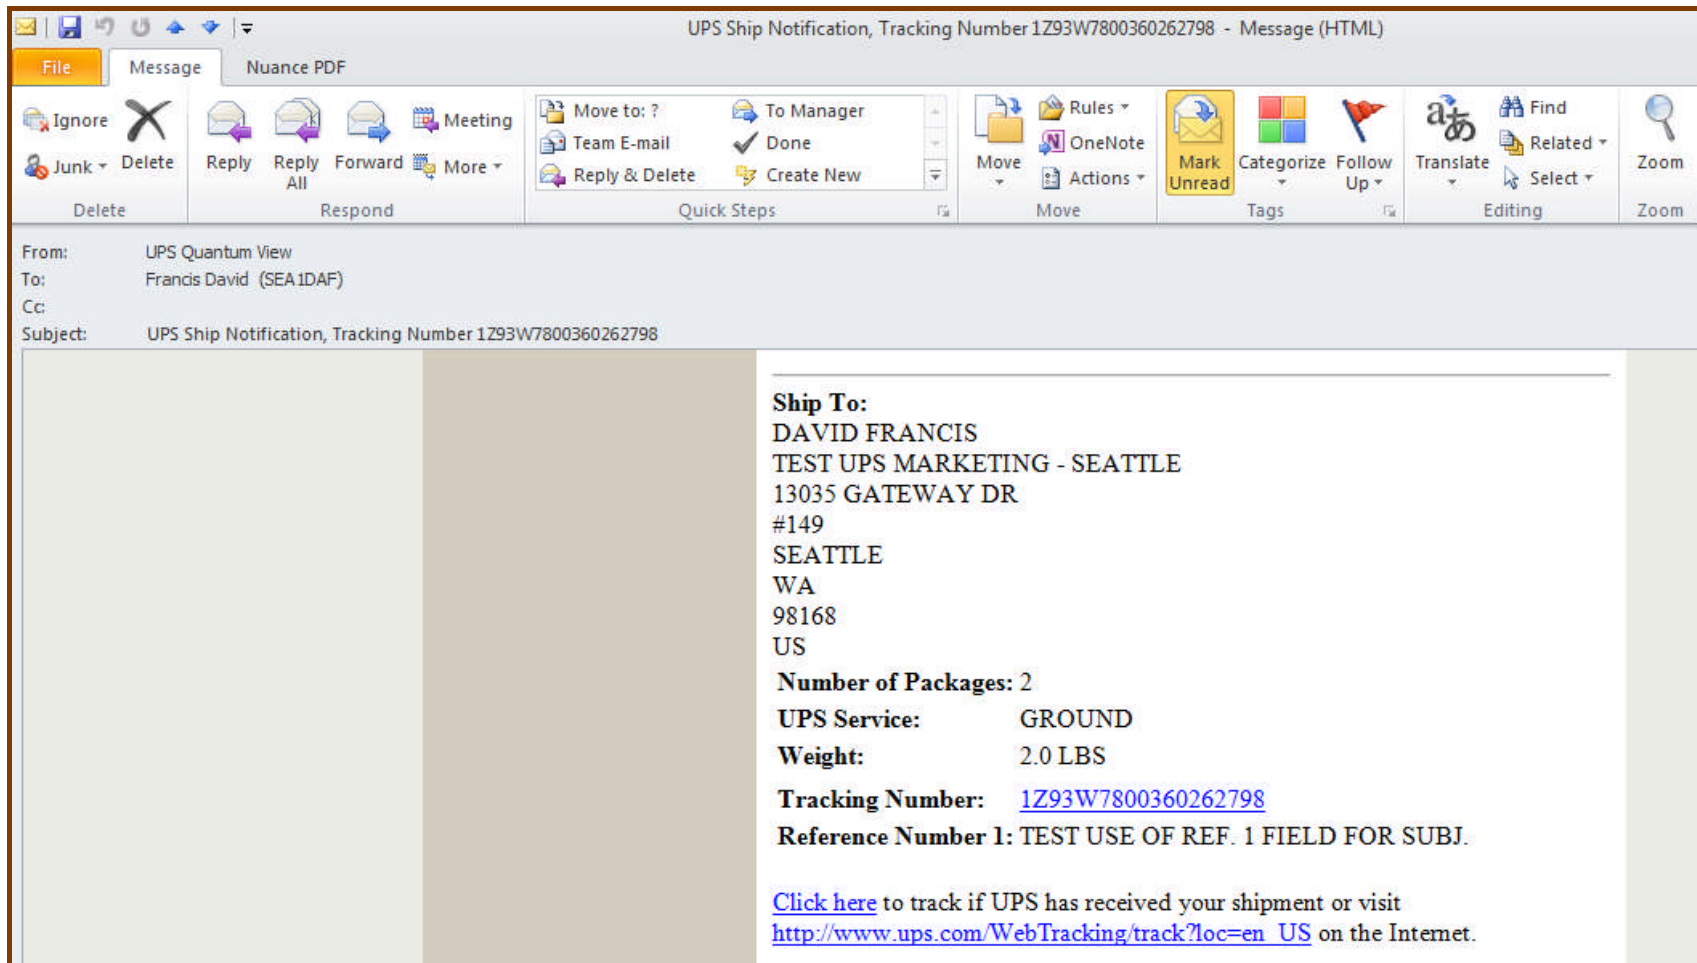 UPS Ship Notification, Tracking Number 1Z93W7800360262798 - Message (HTML)
File Message Nuance PDF
Ignore
Junk
Delete
Delete
Reply
Reply All
Forward
Meeting
More
Respond
Move to: ?
Team E-mail
Reply & Delete
To Manager
Done
Create New
Quick Steps
Move
Rules
OneNote
Actions
Move
Mark Unread
Categorize
Follow Up
Tags
Translate
Find
Related
Select
Editing
Zoom
Zoom
From: UPS Quantum View
To: Francis David (SEA1DAF)
Cc:
Subject: UPS Ship Notification, Tracking Number 1Z93W7800360262798
Ship To:
DAVID FRANCIS
TEST UPS MARKETING - SEATTLE
13035 GATEWAY DR
#149
SEATTLE
WA
98168
US
Number of Packages: 2
UPS Service: GROUND
Weight: 2.0 LBS
Tracking Number: 1Z93W7800360262798
Reference Number 1: TEST USE OF REF. 1 FIELD FOR SUBJ.
Click here to track if UPS has received your shipment or visit
http://www.ups.com/WebTracking/track?loc=en_US on the Internet.